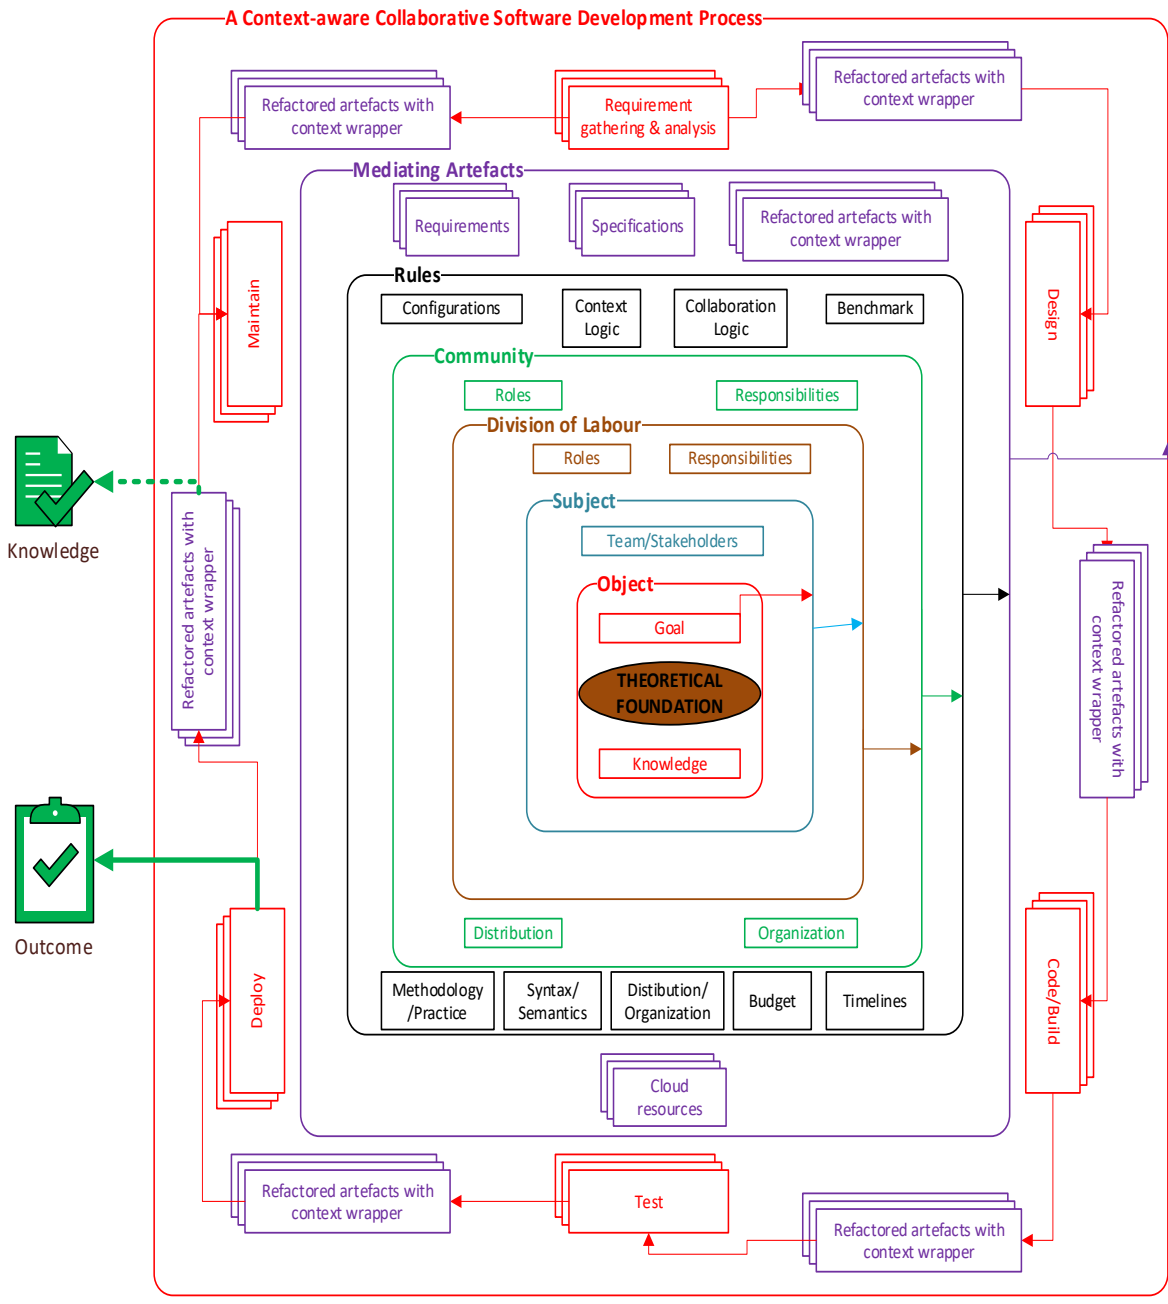 A Context-aware Collaborative Software Development Process
Refactored artefacts with
context wrapper
Requirement
gathering & analysis
Refactored artefacts with
context wrapper
Mediating Artefacts
Requirements
Specifications
Refactored artefacts with
context wrapper
Maintain
Design
Rules
Configurations
Context
Logic
Collaboration
Logic
Benchmark
Community
Roles
Responsibilities
Division of Labour
Roles
Responsibilities
Subject
Team/Stakeholders
Object
Goal
THEORETICAL
FOUNDATION
Knowledge
Knowledge
Refactored artefacts with
context wrapper
Refactored artefacts with
context wrapper
Outcome
Distribution
Organization
Methodology
/Practice
Syntax/
Semantics
Distibution/
Organization
Budget
Timelines
Deploy
Code/Build
Cloud
resources
Refactored artefacts with
context wrapper
Test
Refactored artefacts with
context wrapper